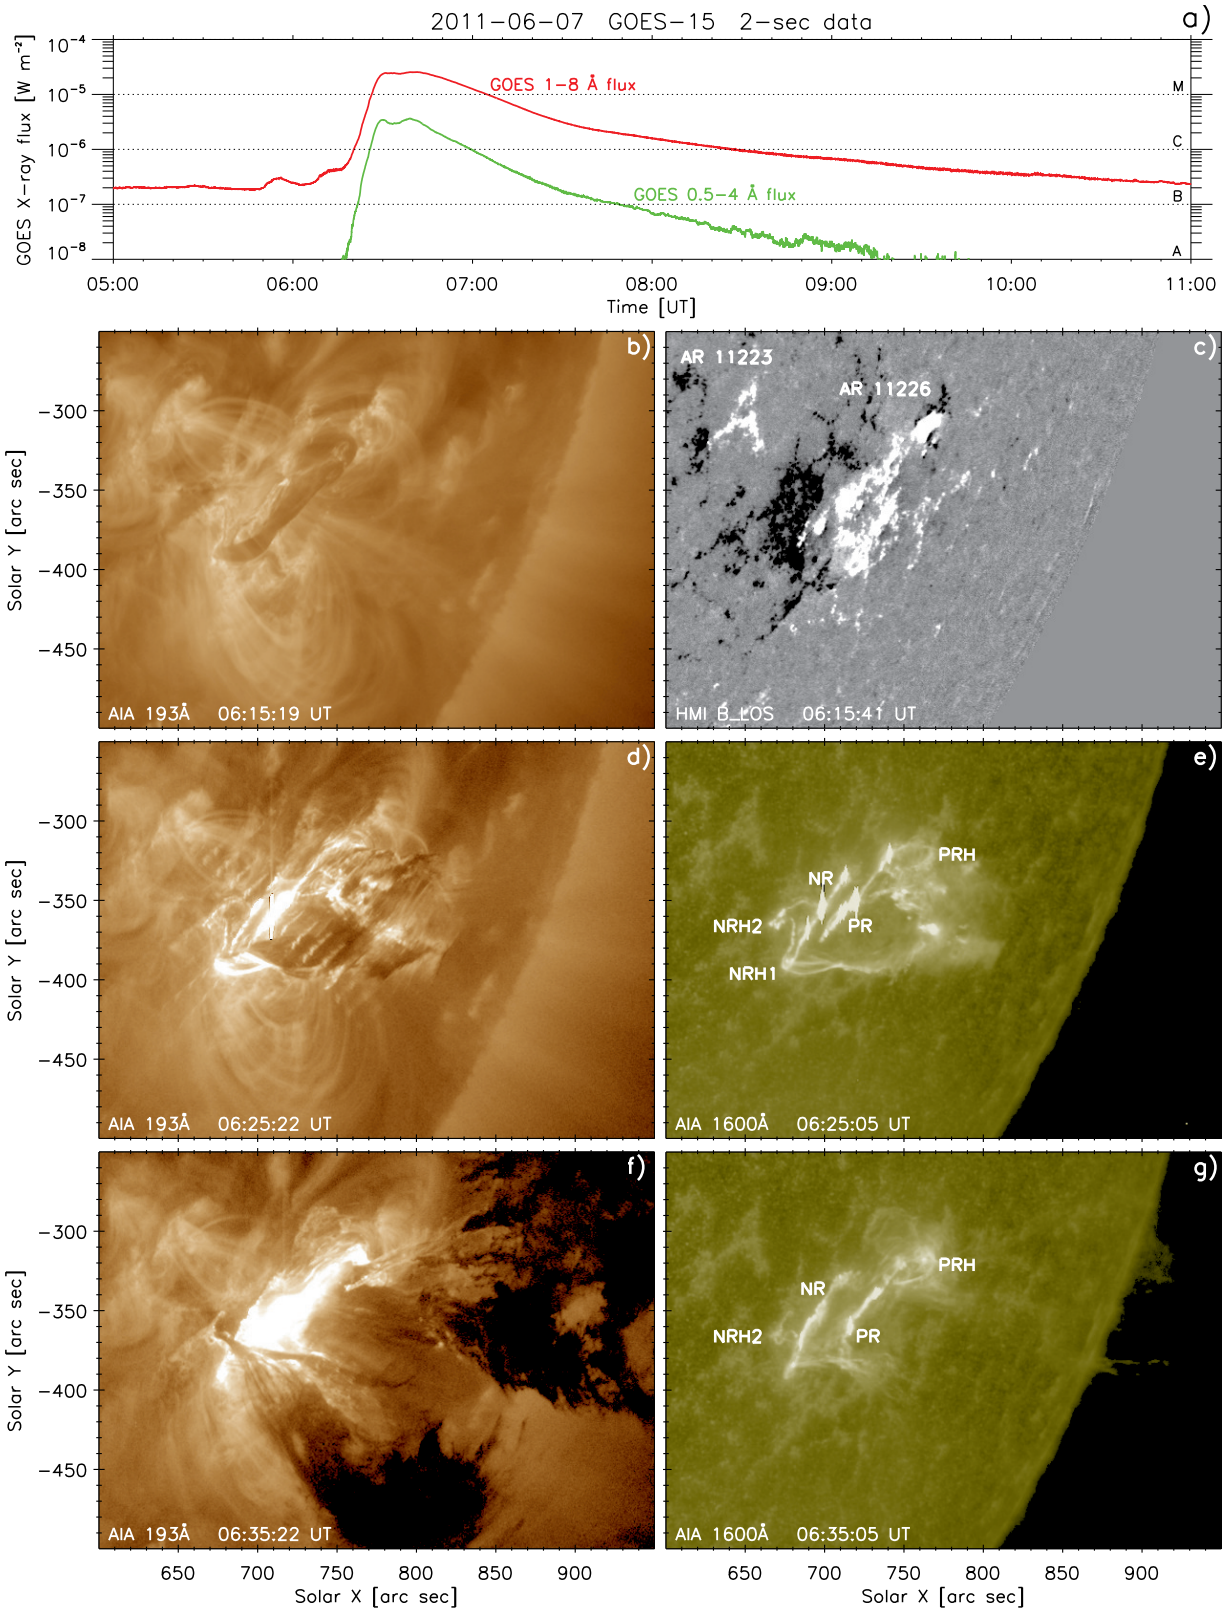 2011-06-07 GOES-15 2-sec data
a)
GOES X-ray flux [W m⁻²]
10⁻⁴
10⁻⁵
10⁻⁶
10⁻⁷
10⁻⁸
GOES 1-8 Å flux
GOES 0.5-4 Å flux
M
C
B
A
05:00 06:00 07:00 08:00 09:00 10:00 11:00
Time [UT]
b)
Solar Y [arc sec]
-300
-350
-400
-450
AIA 193Å 06:15:19 UT
c)
AR 11223
AR 11226
HMI B_LOS 06:15:41 UT
d)
Solar Y [arc sec]
-300
-350
-400
-450
AIA 193Å 06:25:22 UT
e)
PRH
NR
NRH2
PR
NRH1
AIA 1600Å 06:25:05 UT
f)
Solar Y [arc sec]
-300
-350
-400
-450
AIA 193Å 06:35:22 UT
650 700 750 800 850 900
Solar X [arc sec]
g)
PRH
NR
NRH2
PR
AIA 1600Å 06:35:05 UT
650 700 750 800 850 900
Solar X [arc sec]